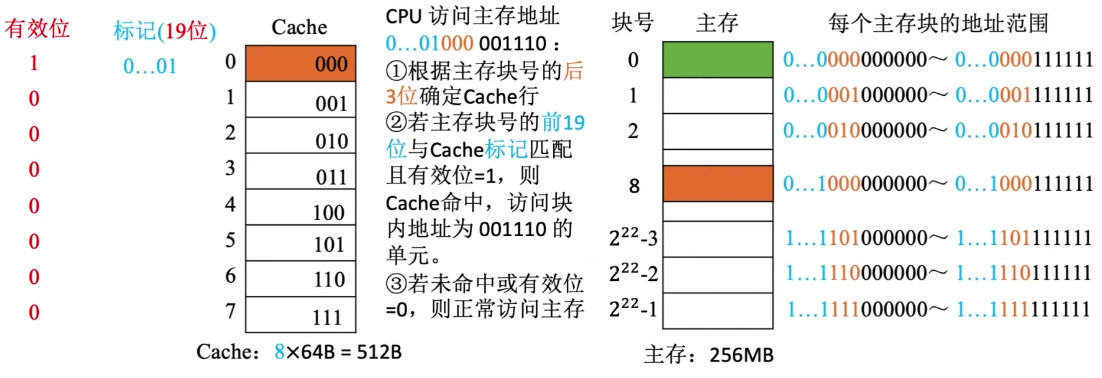 有效位 标记(19位) Cache
1 0…01 0 000
0 1 001
0 2 010
0 3 011
0 4 100
0 5 101
0 6 110
0 7 111
Cache：8×64B = 512B
CPU 访问主存地址
0…01000 001110：
①根据主存块号的后
3位确定Cache行
②若主存块号的前19
位与Cache标记匹配
且有效位=1，则
Cache命中，访问块
内地址为 001110 的
单元。
③若未命中或有效位
=0，则正常访问主存
块号 主存 每个主存块的地址范围
0 0…0000000000～ 0…0000111111
1 0…0001000000～ 0…0001111111
2 0…0010000000～ 0…0010111111
8 0…1000000000～ 0…1000111111
2²²-3 1…1101000000～ 1…1101111111
2²²-2 1…1110000000～ 1…1110111111
2²²-1 1…1111000000～ 1…1111111111
主存：256MB